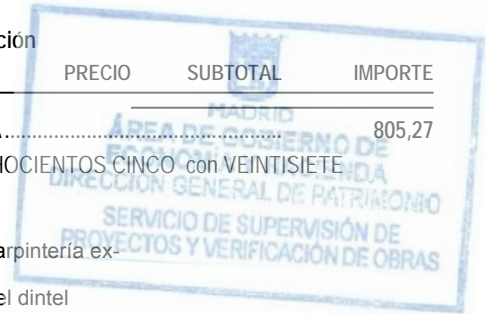 ción
PRECIO SUBTOTAL IMPORTE
A........................................................ 805,27
HOCIENTOS CINCO con VEINTISIETE
MADRID
ÁREA DE GOBIERNO DE
ECONOMÍA Y HACIENDA
DIRECCIÓN GENERAL DE PATRIMONIO
SERVICIO DE SUPERVISIÓN DE
PROYECTOS Y VERIFICACIÓN DE OBRAS
arpintería ex-
el dintel